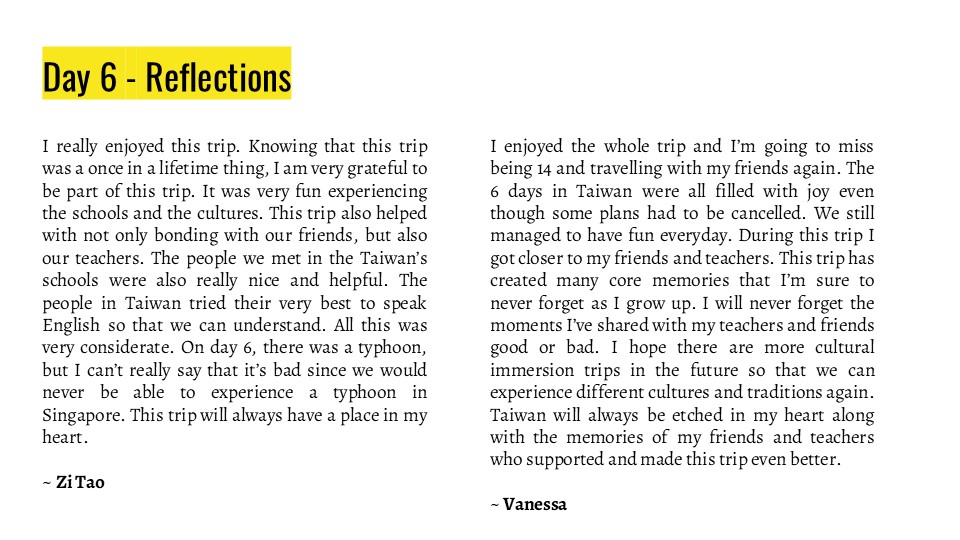 Day 6 - Reflections
I really enjoyed this trip. Knowing that this trip
was a once in a lifetime thing, I am very grateful to
be part of this trip. It was very fun experiencing
the schools and the cultures. This trip also helped
with not only bonding with our friends, but also
our teachers. The people we met in the Taiwan's
schools were also really nice and helpful. The
people in Taiwan tried their very best to speak
English so that we can understand. All this was
very considerate. On day 6, there was a typhoon,
but I can't really say that it's bad since we would
never be able to experience a typhoon in
Singapore. This trip will always have a place in my
heart.
~ Zi Tao
I enjoyed the whole trip and I'm going to miss
being 14 and travelling with my friends again. The
6 days in Taiwan were all filled with joy even
though some plans had to be cancelled. We still
managed to have fun everyday. During this trip I
got closer to my friends and teachers. This trip has
created many core memories that I'm sure to
never forget as I grow up. I will never forget the
moments I've shared with my teachers and friends
good or bad. I hope there are more cultural
immersion trips in the future so that we can
experience different cultures and traditions again.
Taiwan will always be etched in my heart along
with the memories of my friends and teachers
who supported and made this trip even better.
~ Vanessa